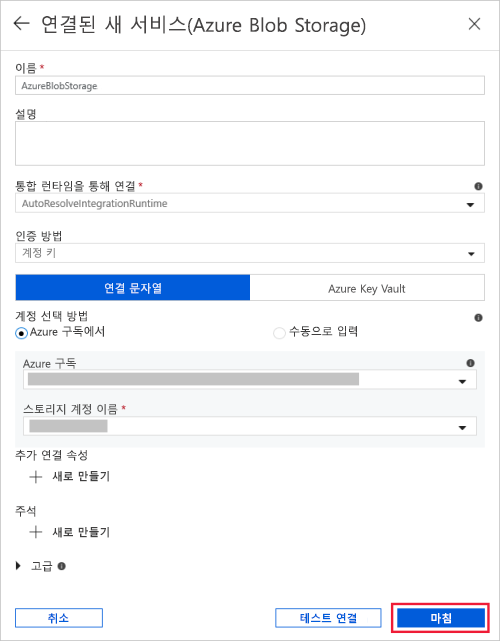 연결된 새 서비스(Azure Blob Storage)
이름 *
AzureBlobStorage
설명
통합 런타임을 통해 연결 *
AutoResolveIntegrationRuntime
인증 방법
계정 키
연결 문자열 Azure Key Vault
계정 선택 방법
Azure 구독에서 수동으로 입력
Azure 구독
스토리지 계정 이름 *
추가 연결 속성
+ 새로 만들기
주석
+ 새로 만들기
고급
취소 테스트 연결 마침